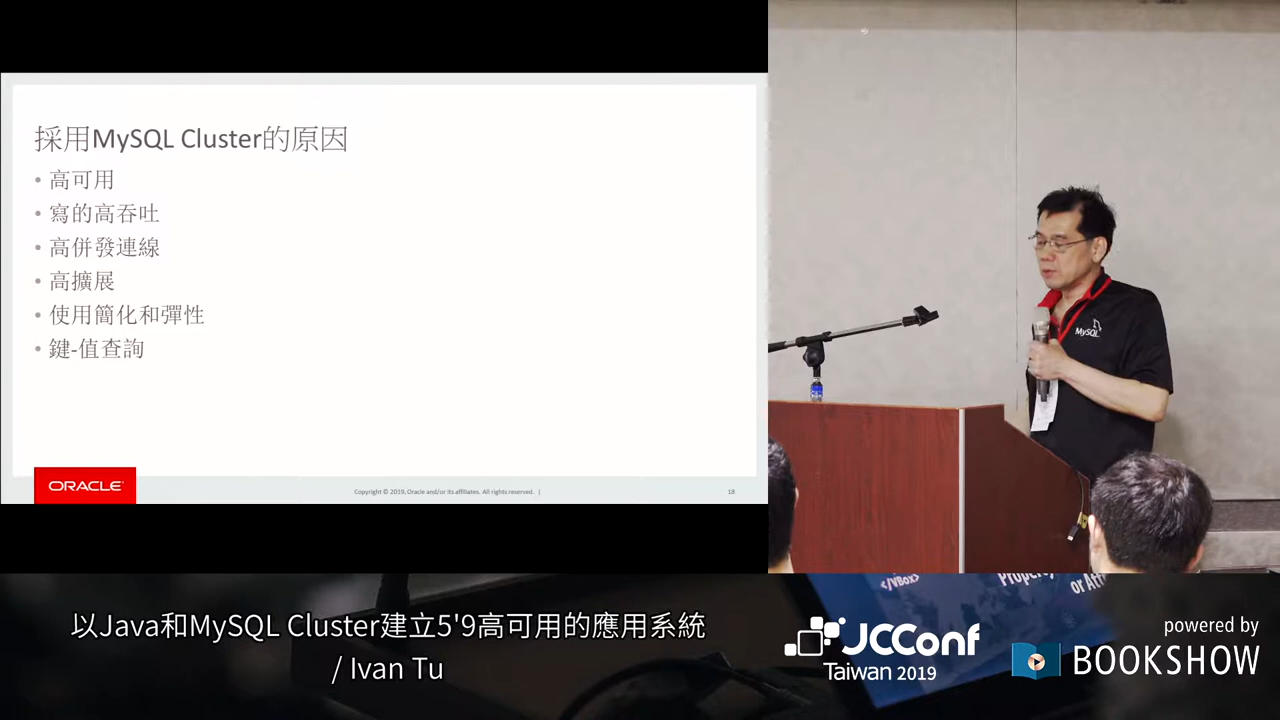 採用MySQL Cluster的原因
• 高可用
• 寫的高吞吐
• 高併發連線
• 高擴展
• 使用簡化和彈性
• 鍵-值查詢
ORACLE
Copyright © 2019, Oracle and/or its affiliates. All rights reserved. |
18
MySQL
</VBox>
以Java和MySQL Cluster建立5'9高可用的應用系統
/ Ivan Tu
JCConf
Taiwan 2019
powered by
BOOKSHOW